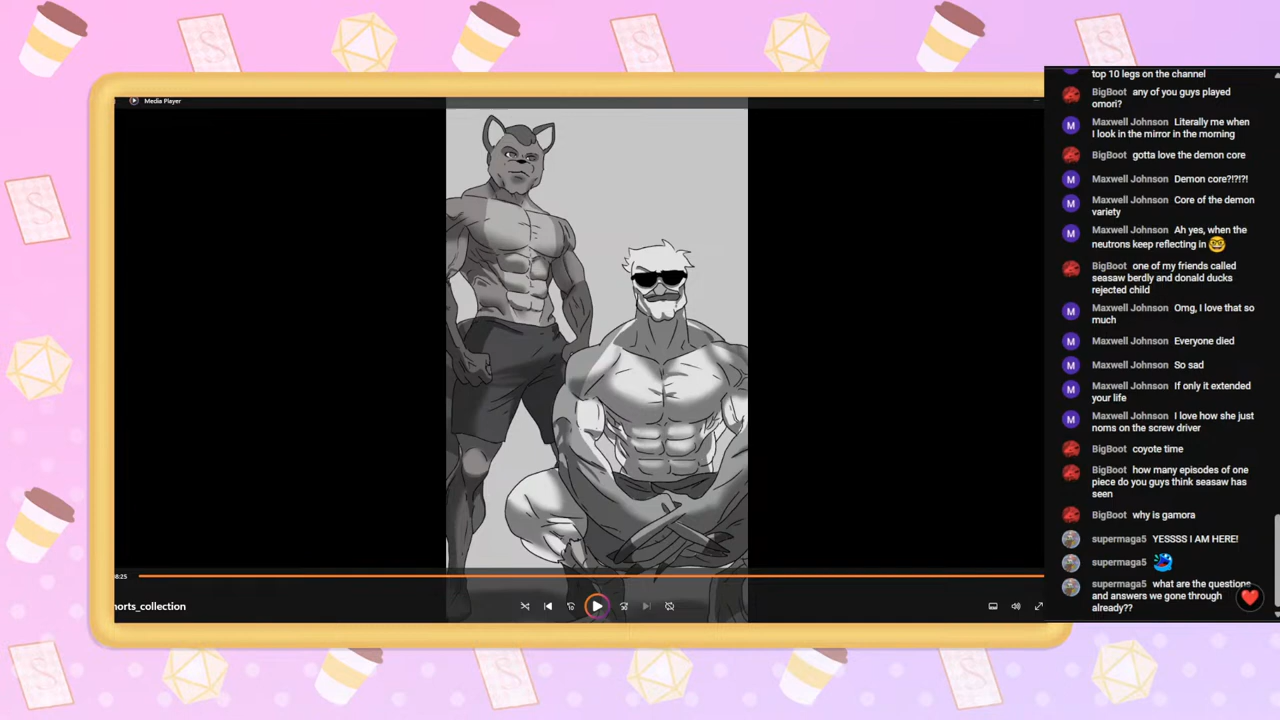 Media Player
8:25
horts_collection
top 10 legs on the channel
BigBoot any of you guys played
omori?
Maxwell Johnson Literally me when
I look in the mirror in the morning
BigBoot gotta love the demon core
Maxwell Johnson Demon core?!?!?!
Maxwell Johnson Core of the demon
variety
Maxwell Johnson Ah yes, when the
neutrons keep reflecting in 🤓
BigBoot one of my friends called
seasaw berdly and donald ducks
rejected child
Maxwell Johnson Omg, I love that so
much
Maxwell Johnson Everyone died
Maxwell Johnson So sad
Maxwell Johnson If only it extended
your life
Maxwell Johnson I love how she just
noms on the screw driver
BigBoot coyote time
BigBoot how many episodes of one
piece do you guys think seasaw has
seen
BigBoot why is gamora
supermaga5 YESSSS I AM HERE!
supermaga5
supermaga5 what are the questions
and answers we gone through
already??